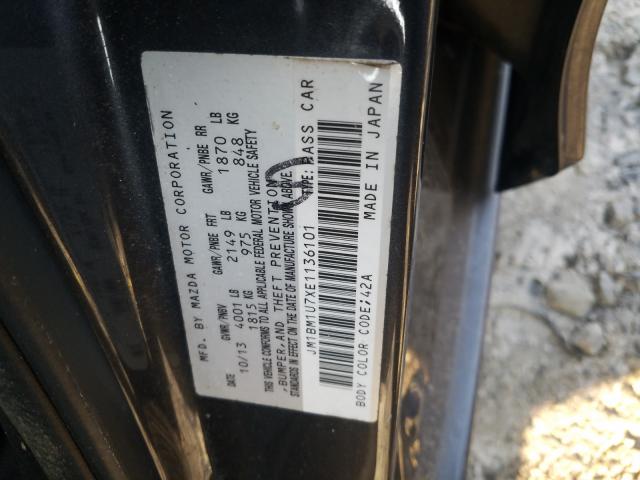 MFD. BY MAZDA MOTOR CORPORATION
DATE GVWR/PNBV GAWR/PNBE FRT GAWR/PNBE RR
10/13 4001 LB 2149 LB 1870 LB
1815 KG 975 KG 848 KG
THIS VEHICLE CONFORMS TO ALL APPLICABLE FEDERAL MOTOR VEHICLE SAFETY
, BUMPER, AND THEFT PREVENTION
STANDARDS IN EFFECT ON THE DATE OF MANUFACTURE SHOWN ABOVE.
JM1BM1U7XE1136101 TYPE: PASS CAR
BODY COLOR CODE: 42A MADE IN JAPAN